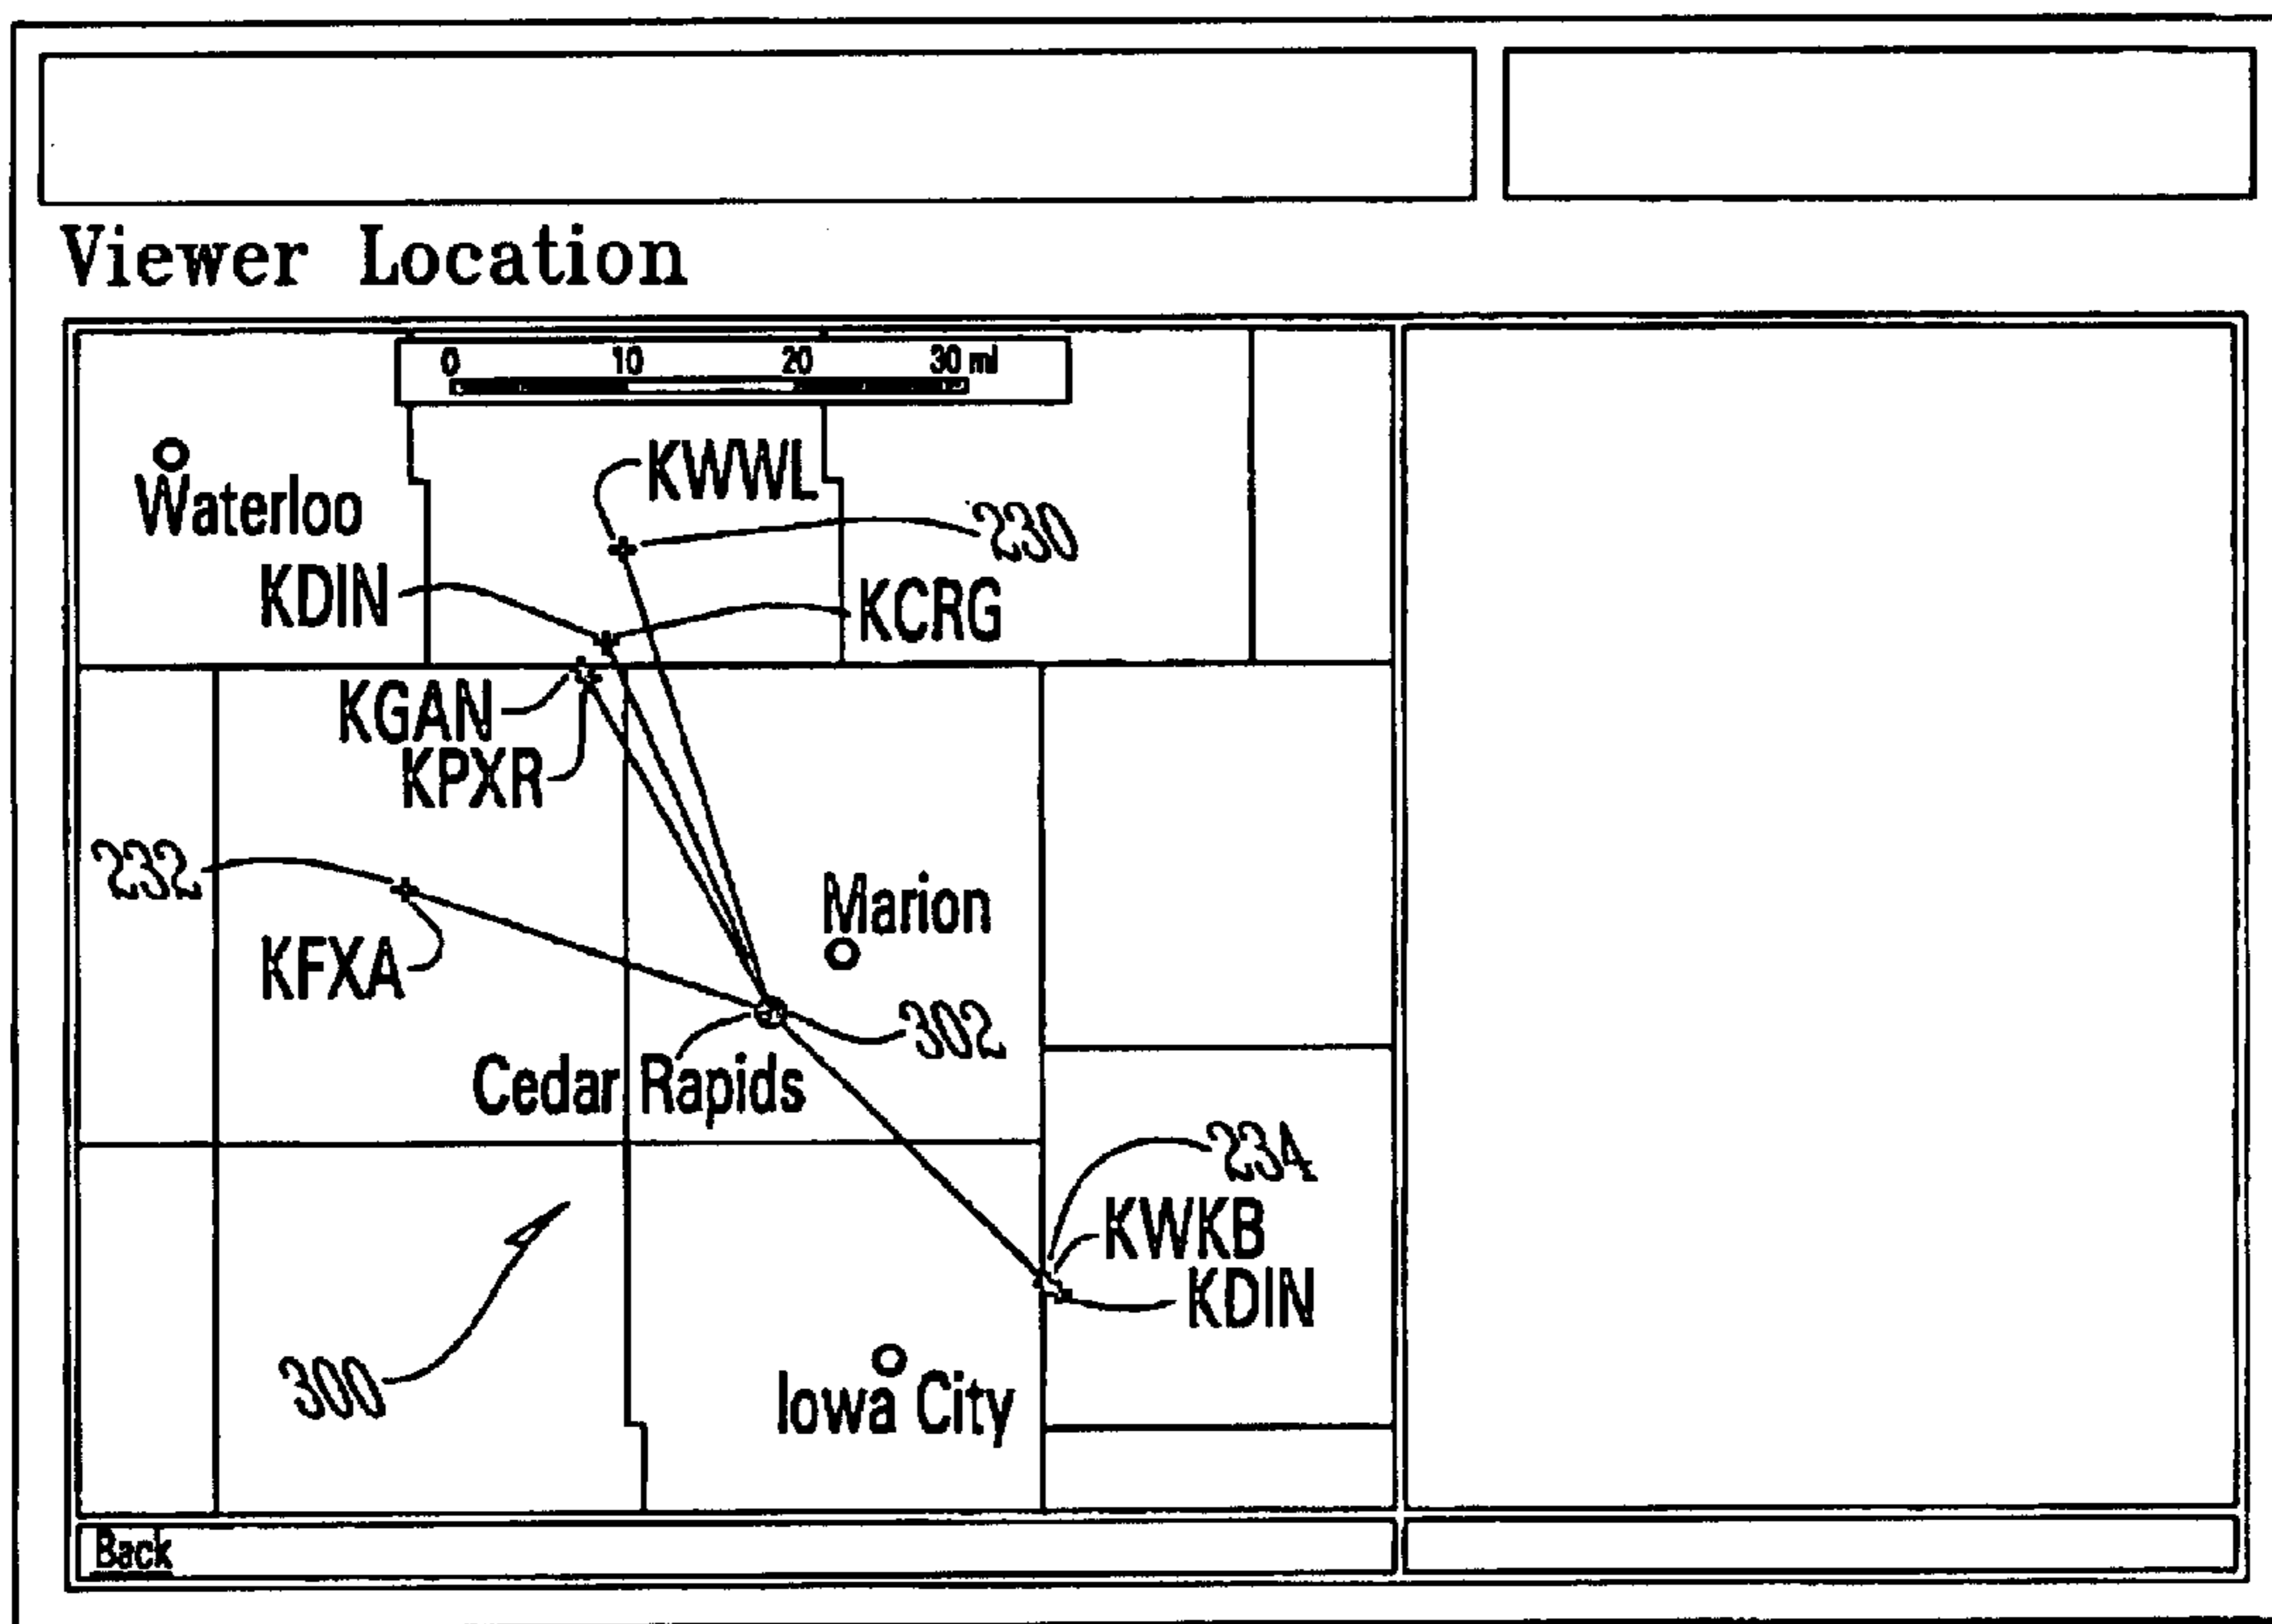 Viewer Location
0 10 20 30 mi
KWWL
Waterloo
230
KDIN
KCRG
KGAN
KPXR
232
Marion
KFXA
302
Cedar Rapids
234
KWKB
KDIN
300
Iowa City
Back